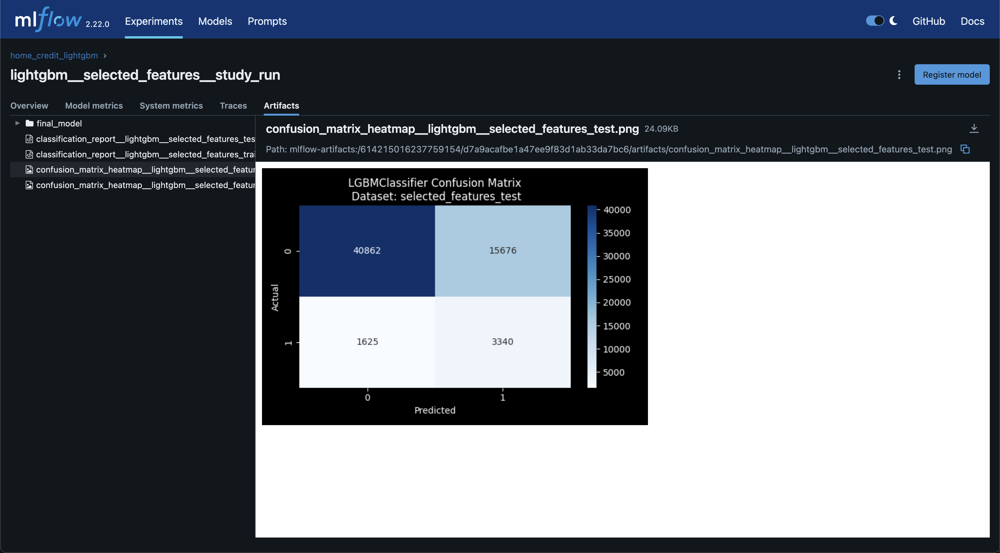 mlflow 2.22.0 Experiments Models Prompts GitHub Docs
home_credit_lightgbm
lightgbm__selected_features__study_run
Register model
Overview Model metrics System metrics Traces Artifacts
final_model
classification_report__lightgbm__selected_features_tes
classification_report__lightgbm__selected_features_trai
confusion_matrix_heatmap__lightgbm__selected_featur
confusion_matrix_heatmap__lightgbm__selected_featur
confusion_matrix_heatmap__lightgbm__selected_features_test.png 24.09KB
Path: mlflow-artifacts:/614215016237759154/d7a9acafbe1a47ee9f83d1ab33da7bc6/artifacts/confusion_matrix_heatmap__lightgbm__selected_features_test.png
LGBMClassifier Confusion Matrix
Dataset: selected_features_test
Actual
0
40862 15676
1
1625 3340
0 1
Predicted
40000
35000
30000
25000
20000
15000
10000
5000